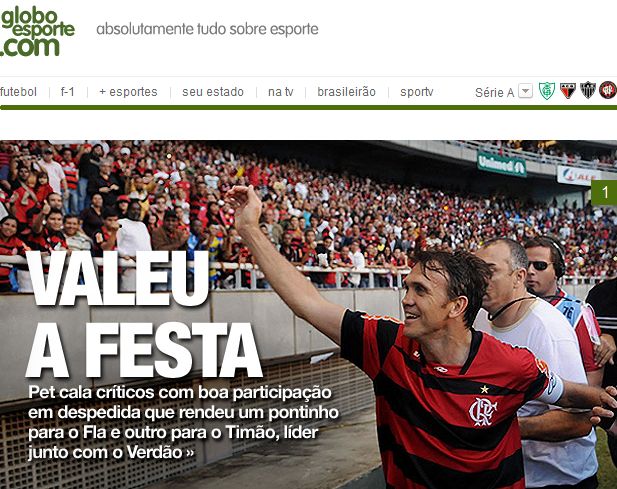 globo
esporte
.com
absolutamente tudo sobre esporte
futebol
f-1
+ esportes
seu estado
na tv
brasileirão
sportv
Série A
Unimed
ALE
1
VALEU
A FESTA
Pet cala críticos com boa participação
em despedida que rendeu um pontinho
para o Fla e outro para o Timão, líder
junto com o Verdão »